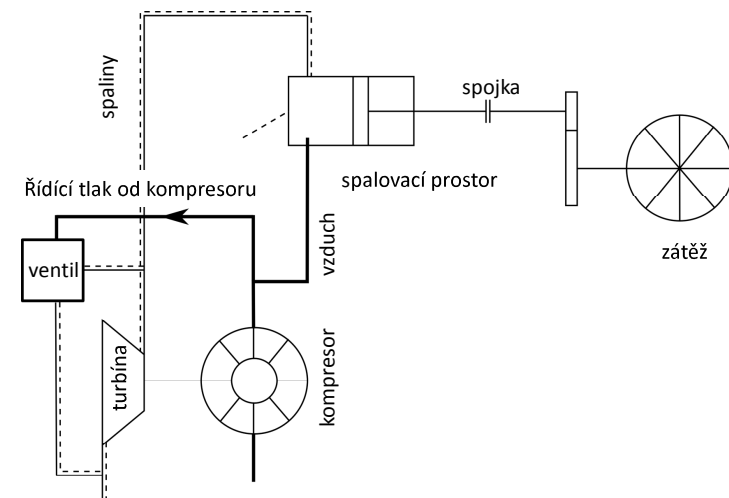 spaliny
spojka
spalovací prostor
Řídící tlak od kompresoru
zátěž
vzduch
ventil
turbína
kompresor